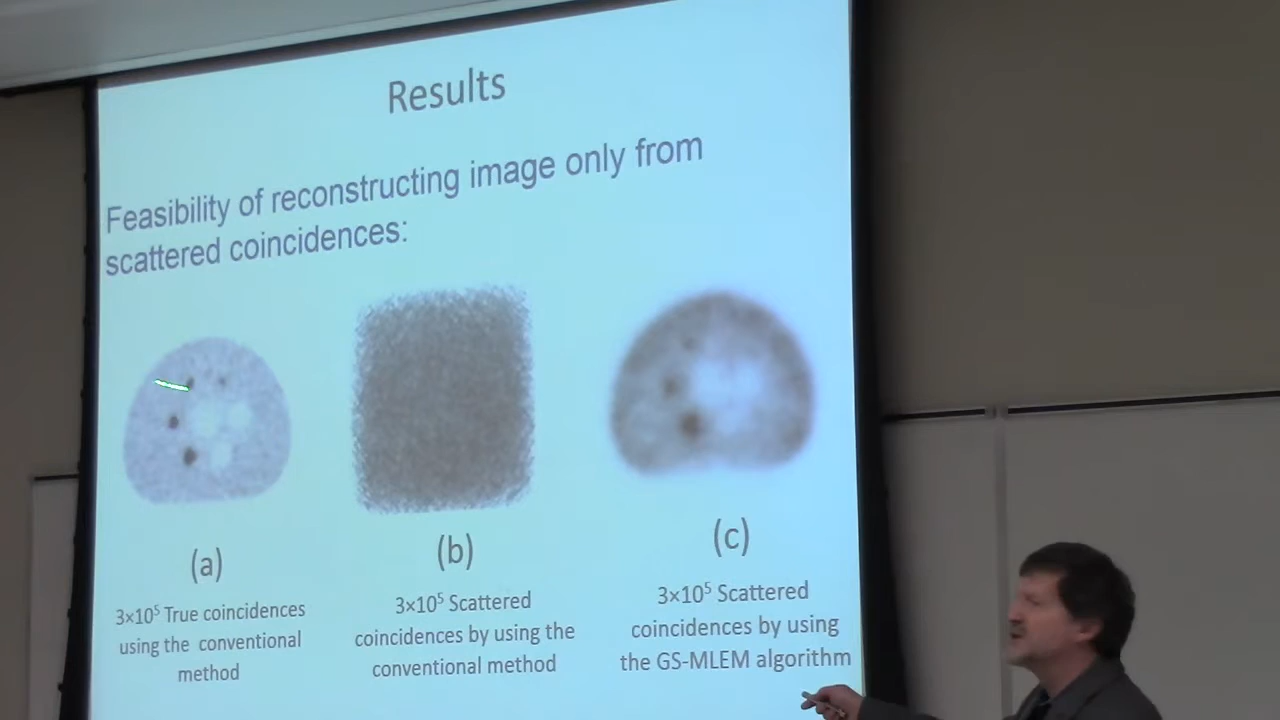 Results
Feasibility of reconstructing image only from
scattered coincidences:
(a)
3×10⁵ True coincidences
using the conventional
method
(b)
3×10⁵ Scattered
coincidences by using the
conventional method
(c)
3×10⁵ Scattered
coincidences by using
the GS-MLEM algorithm